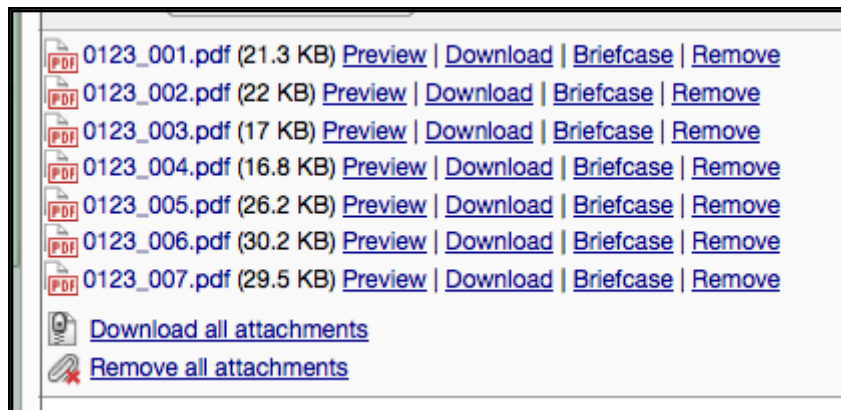 0123_001.pdf (21.3 KB) Preview | Download | Briefcase | Remove
0123_002.pdf (22 KB) Preview | Download | Briefcase | Remove
0123_003.pdf (17 KB) Preview | Download | Briefcase | Remove
0123_004.pdf (16.8 KB) Preview | Download | Briefcase | Remove
0123_005.pdf (26.2 KB) Preview | Download | Briefcase | Remove
0123_006.pdf (30.2 KB) Preview | Download | Briefcase | Remove
0123_007.pdf (29.5 KB) Preview | Download | Briefcase | Remove
Download all attachments
Remove all attachments